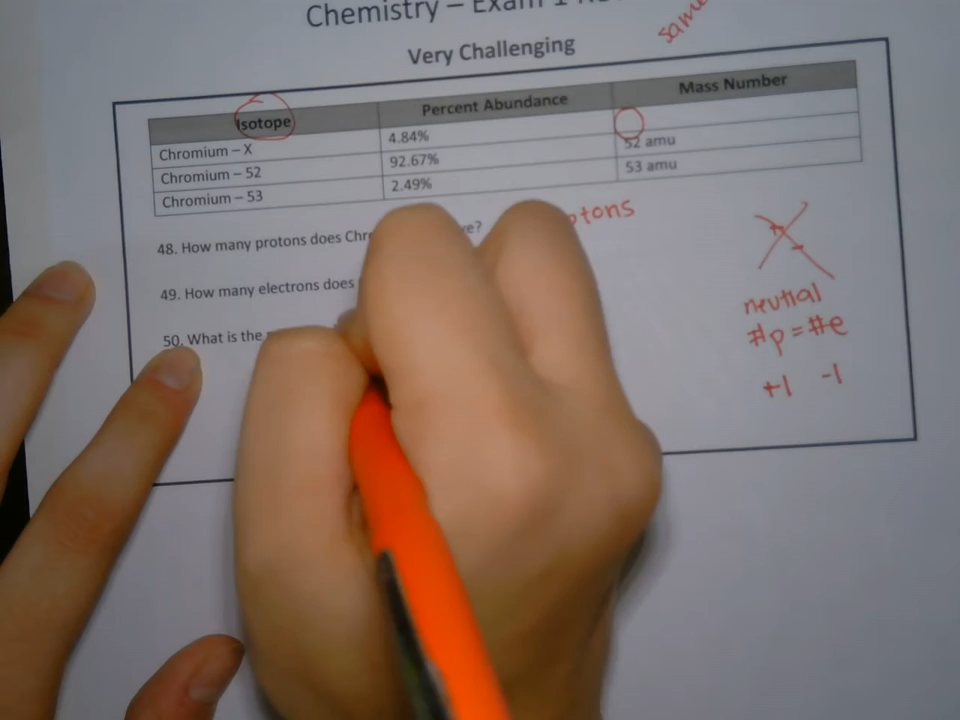 Chemistry – Exam 1
same
Very Challenging
Isotope Percent Abundance Mass Number
Chromium – X 4.84%
Chromium – 52 92.67% 52 amu
Chromium – 53 2.49% 53 amu
48. How many protons does
49. How many electrons does
50. What is the
neutral
#p = #e
+1 -1